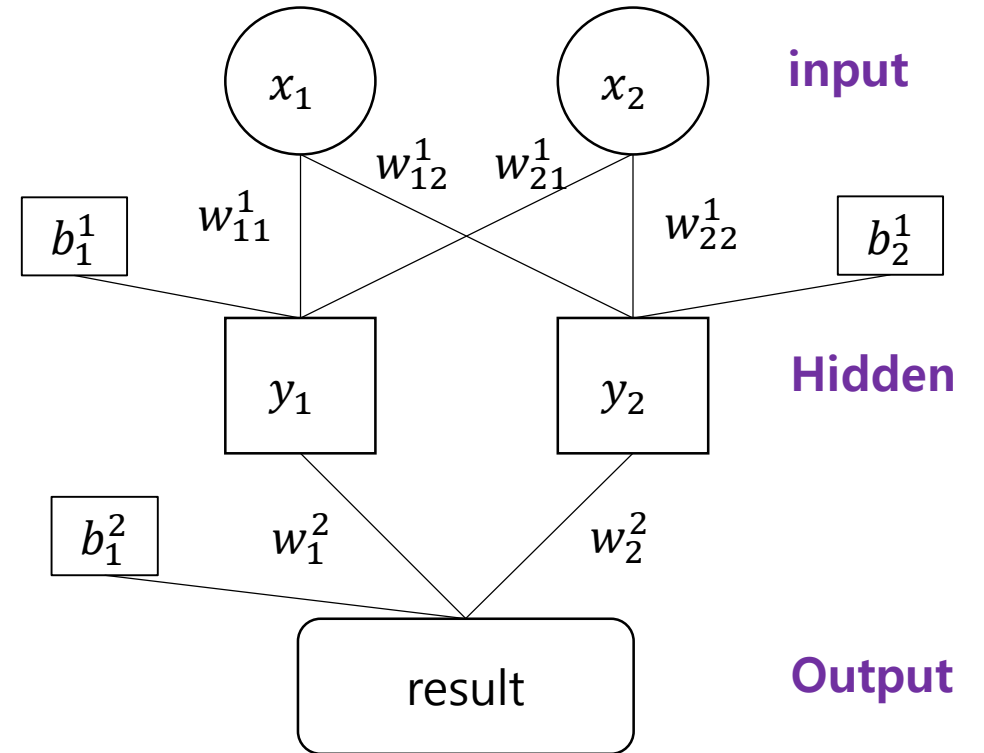 x₁ x₂ input
w¹₁₂ w¹₂₁
w¹₁₁ w¹₂₂
b¹₁ b¹₂
y₁ y₂ Hidden
b²₁ w²₁ w²₂
result Output